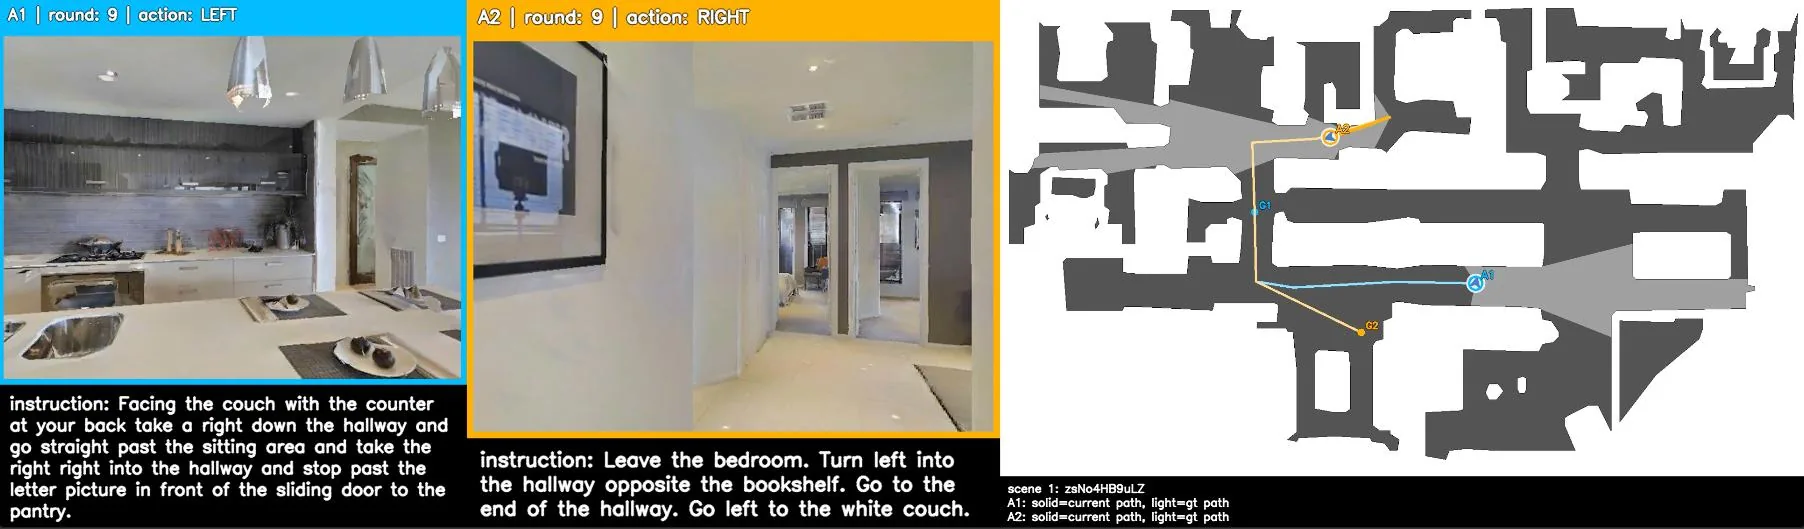 A1 | round: 9 | action: LEFT
instruction: Facing the couch with the counter
at your back take a right down the hallway and
go straight past the sitting area and take the
right right into the hallway and stop past the
letter picture in front of the sliding door to the
pantry.
A2 | round: 9 | action: RIGHT
instruction: Leave the bedroom. Turn left into
the hallway opposite the bookshelf. Go to the
end of the hallway. Go left to the white couch.
A2
G1
A1
G2
scene 1: zsNo4HB9uLZ
A1: solid=current path, light=gt path
A2: solid=current path, light=gt path